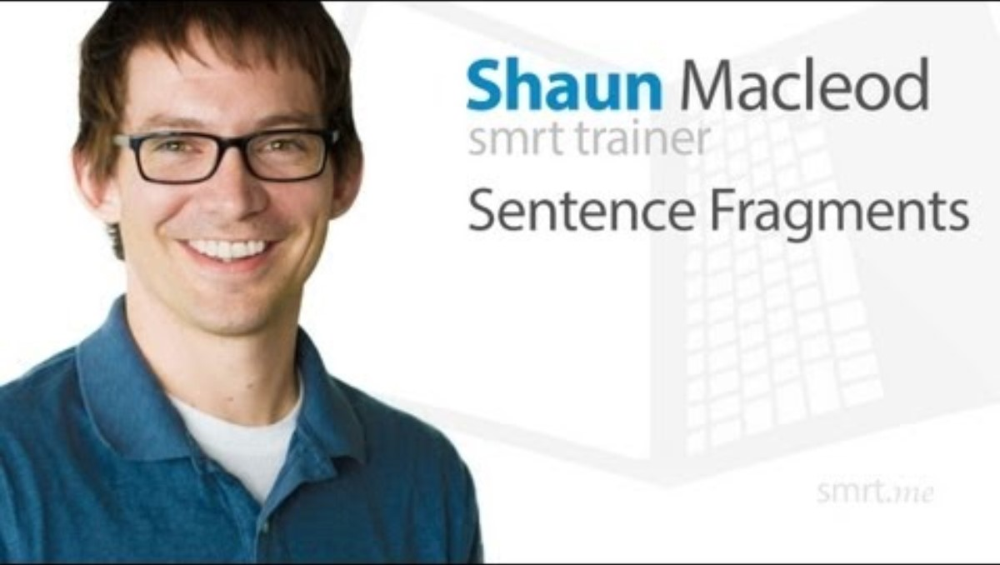 Shaun Macleod
smrt trainer
Sentence Fragments
smrt.me